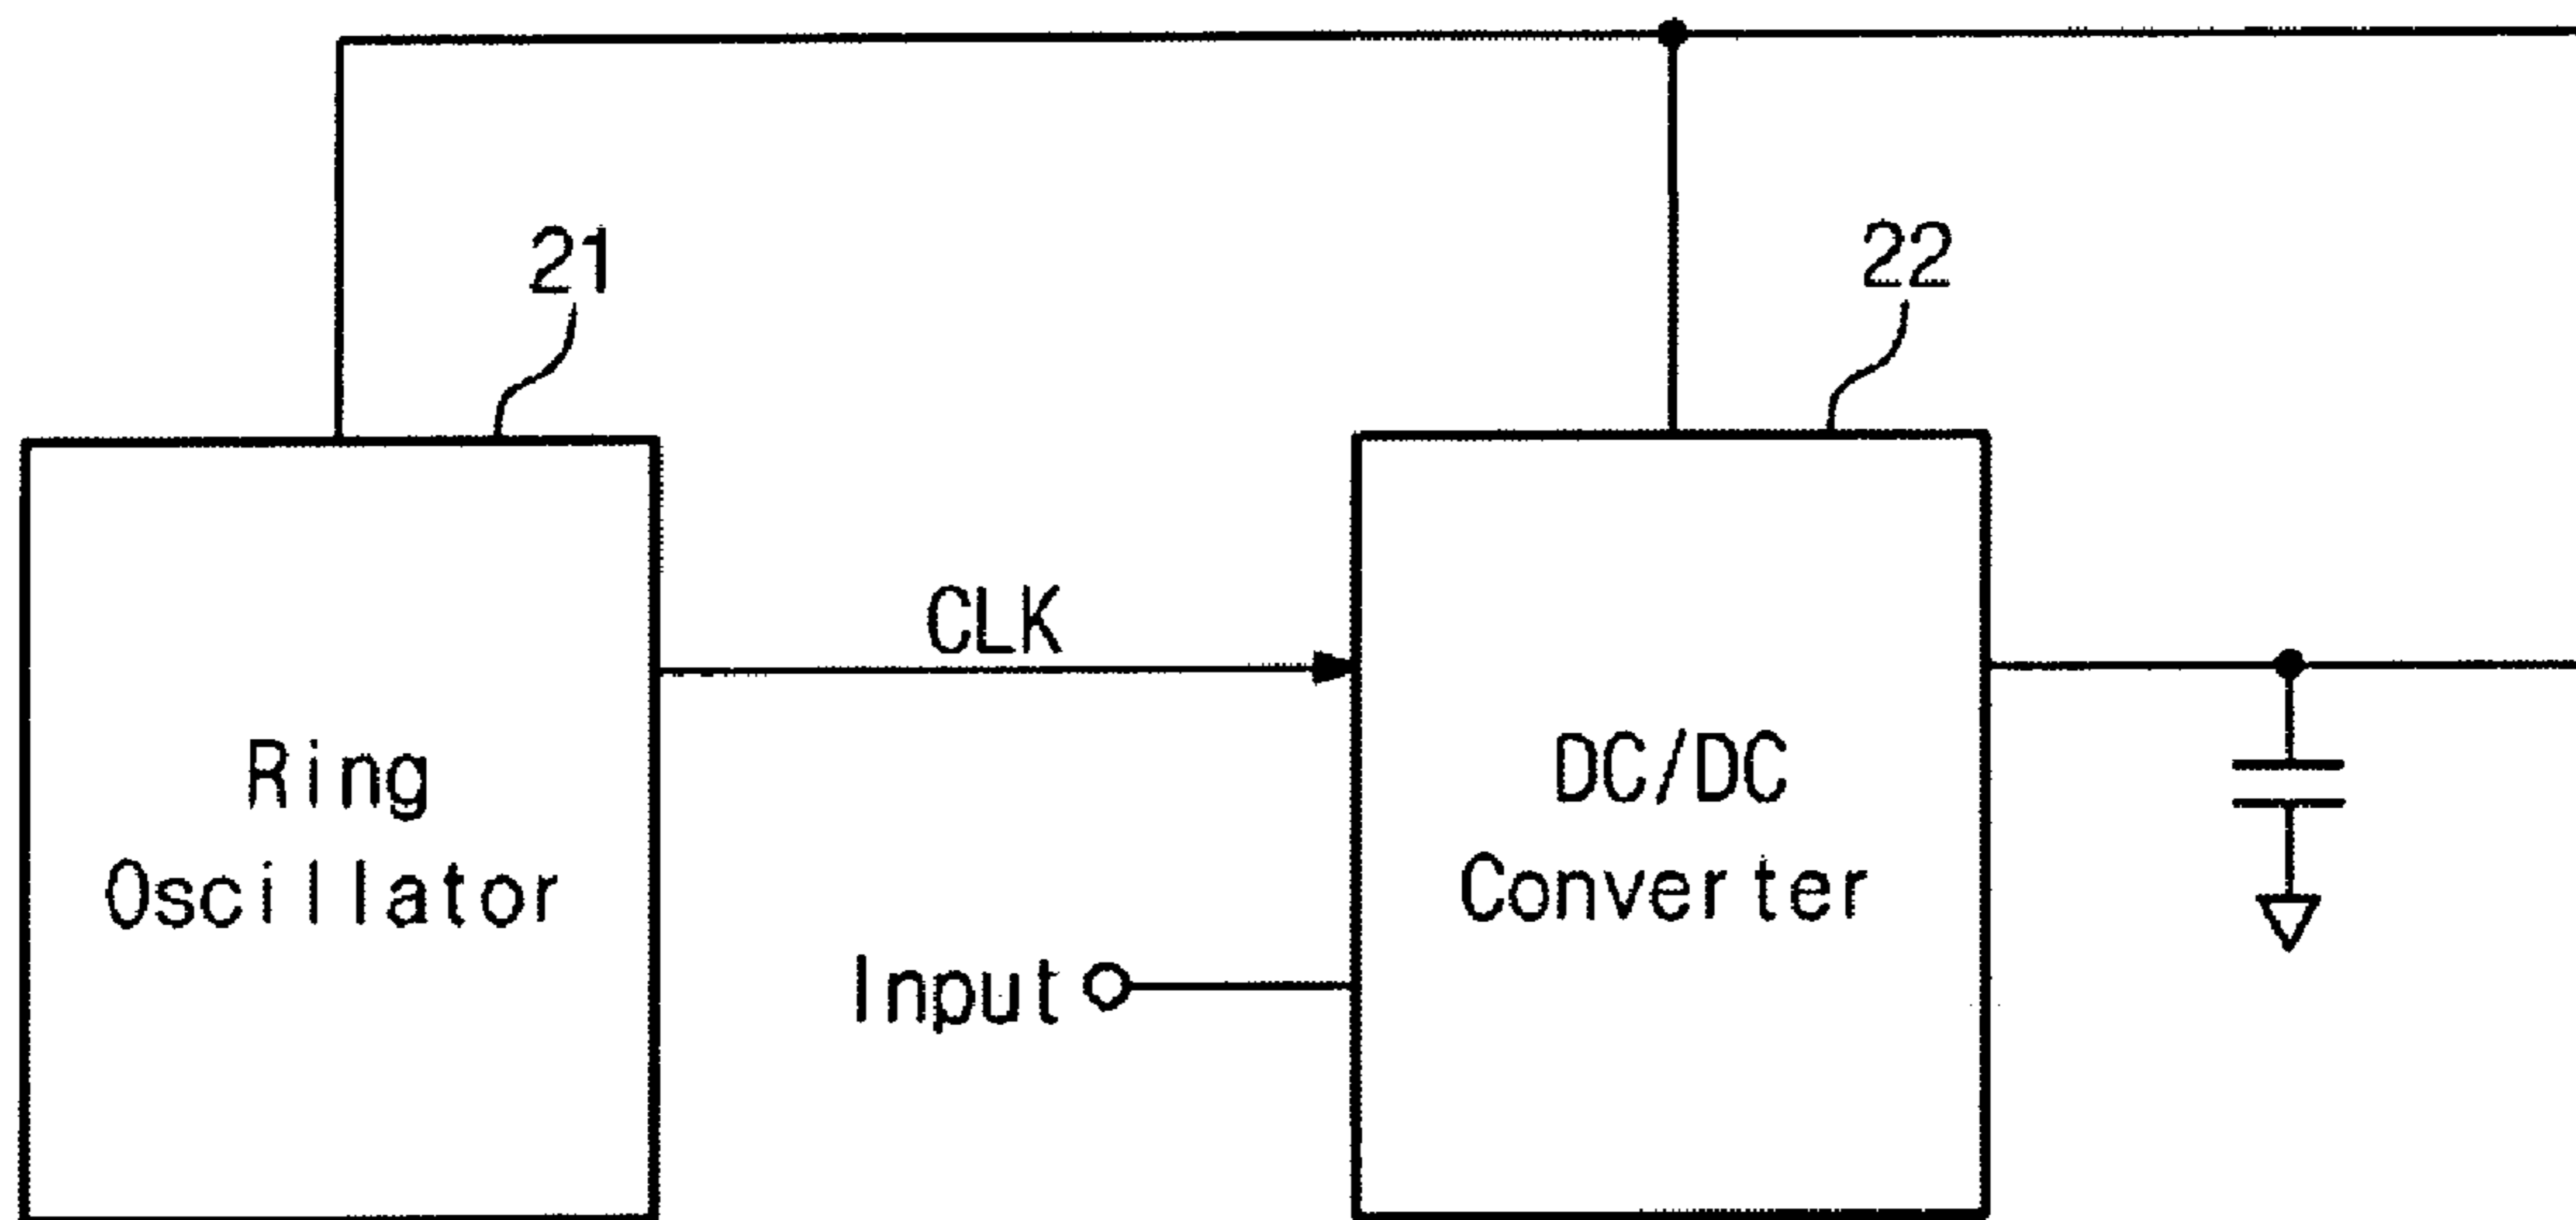 21
22
CLK
Ring
Oscillator
DC/DC
Converter
Input